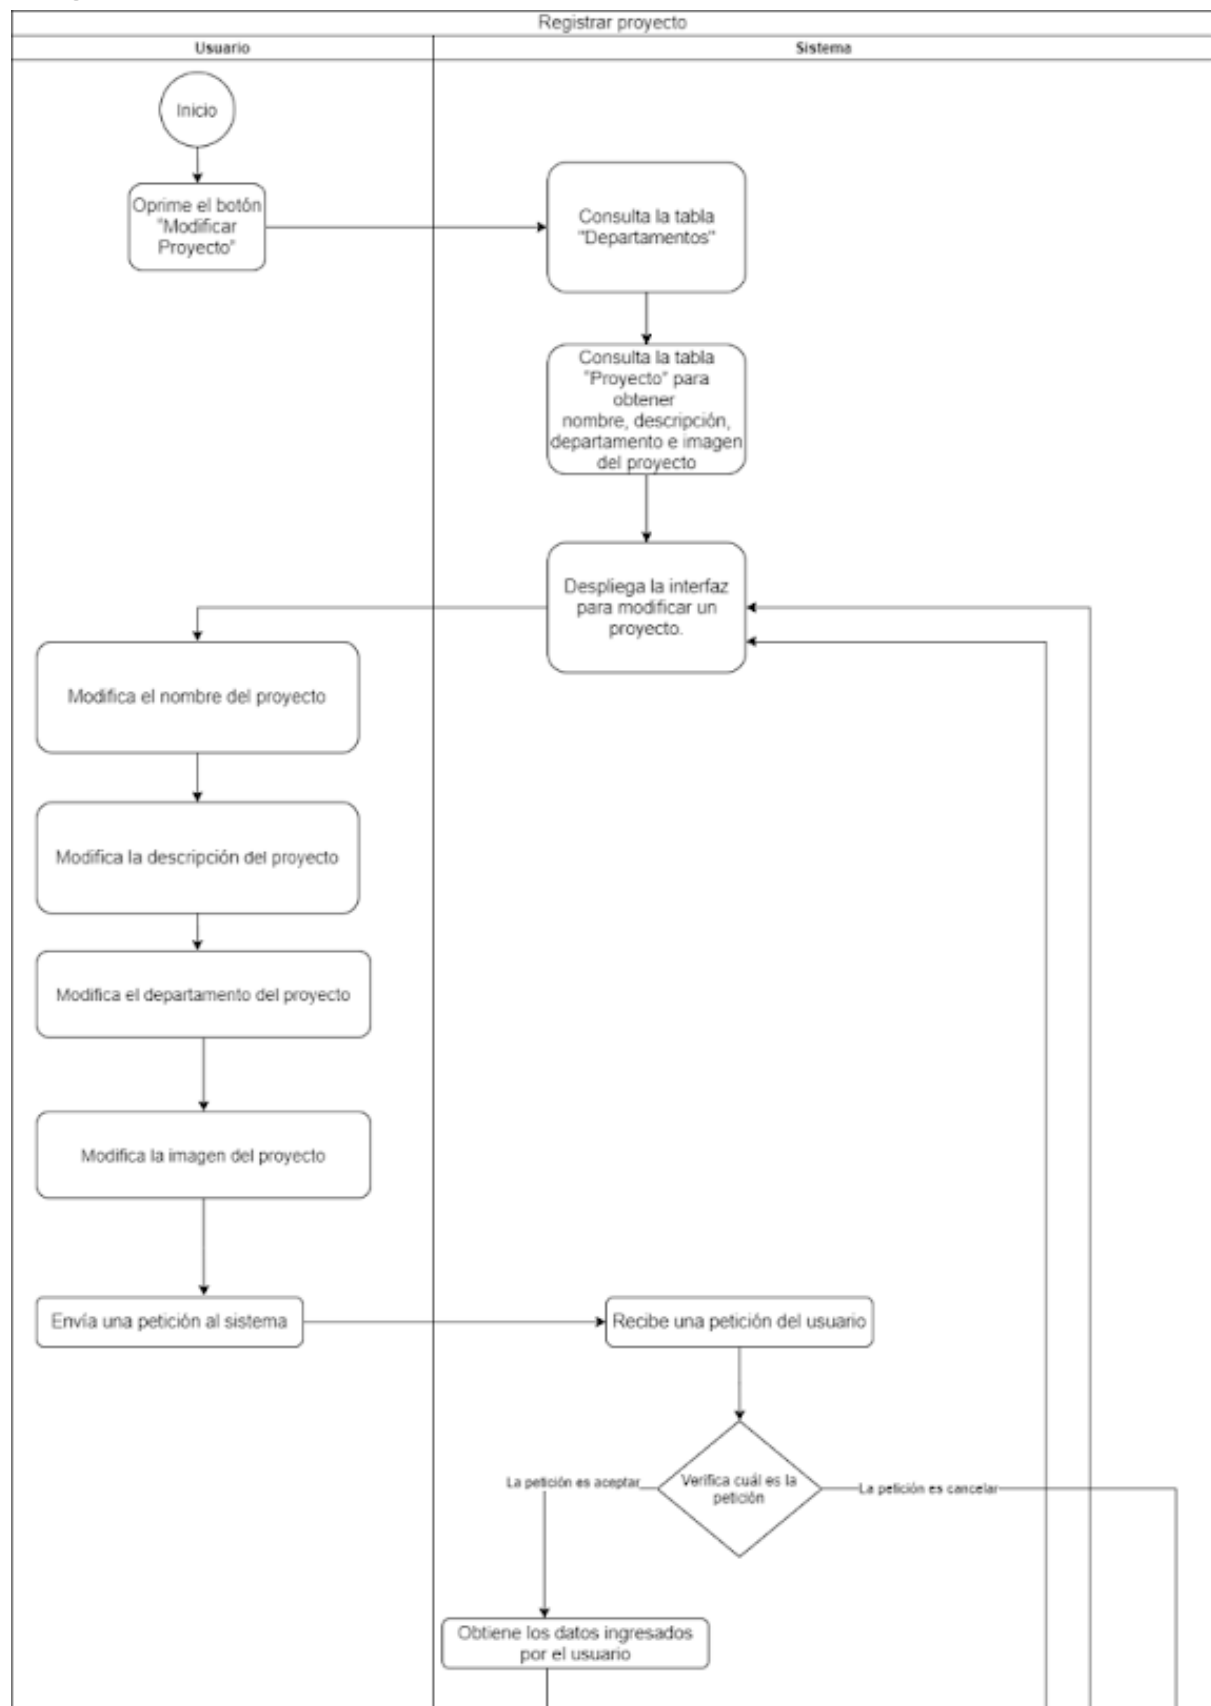 Registrar proyecto
Usuario
Sistema
Inicio
Oprime el botón
"Modificar
Proyecto"
Consulta la tabla
"Departamentos"
Consulta la tabla
"Proyecto" para
obtener
nombre, descripción,
departamento e imagen
del proyecto
Despliega la interfaz
para modificar un
proyecto.
Modifica el nombre del proyecto
Modifica la descripción del proyecto
Modifica el departamento del proyecto
Modifica la imagen del proyecto
Envía una petición al sistema
Recibe una petición del usuario
Verifica cuál es la
petición
La petición es aceptar
La petición es cancelar
Obtiene los datos ingresados
por el usuario